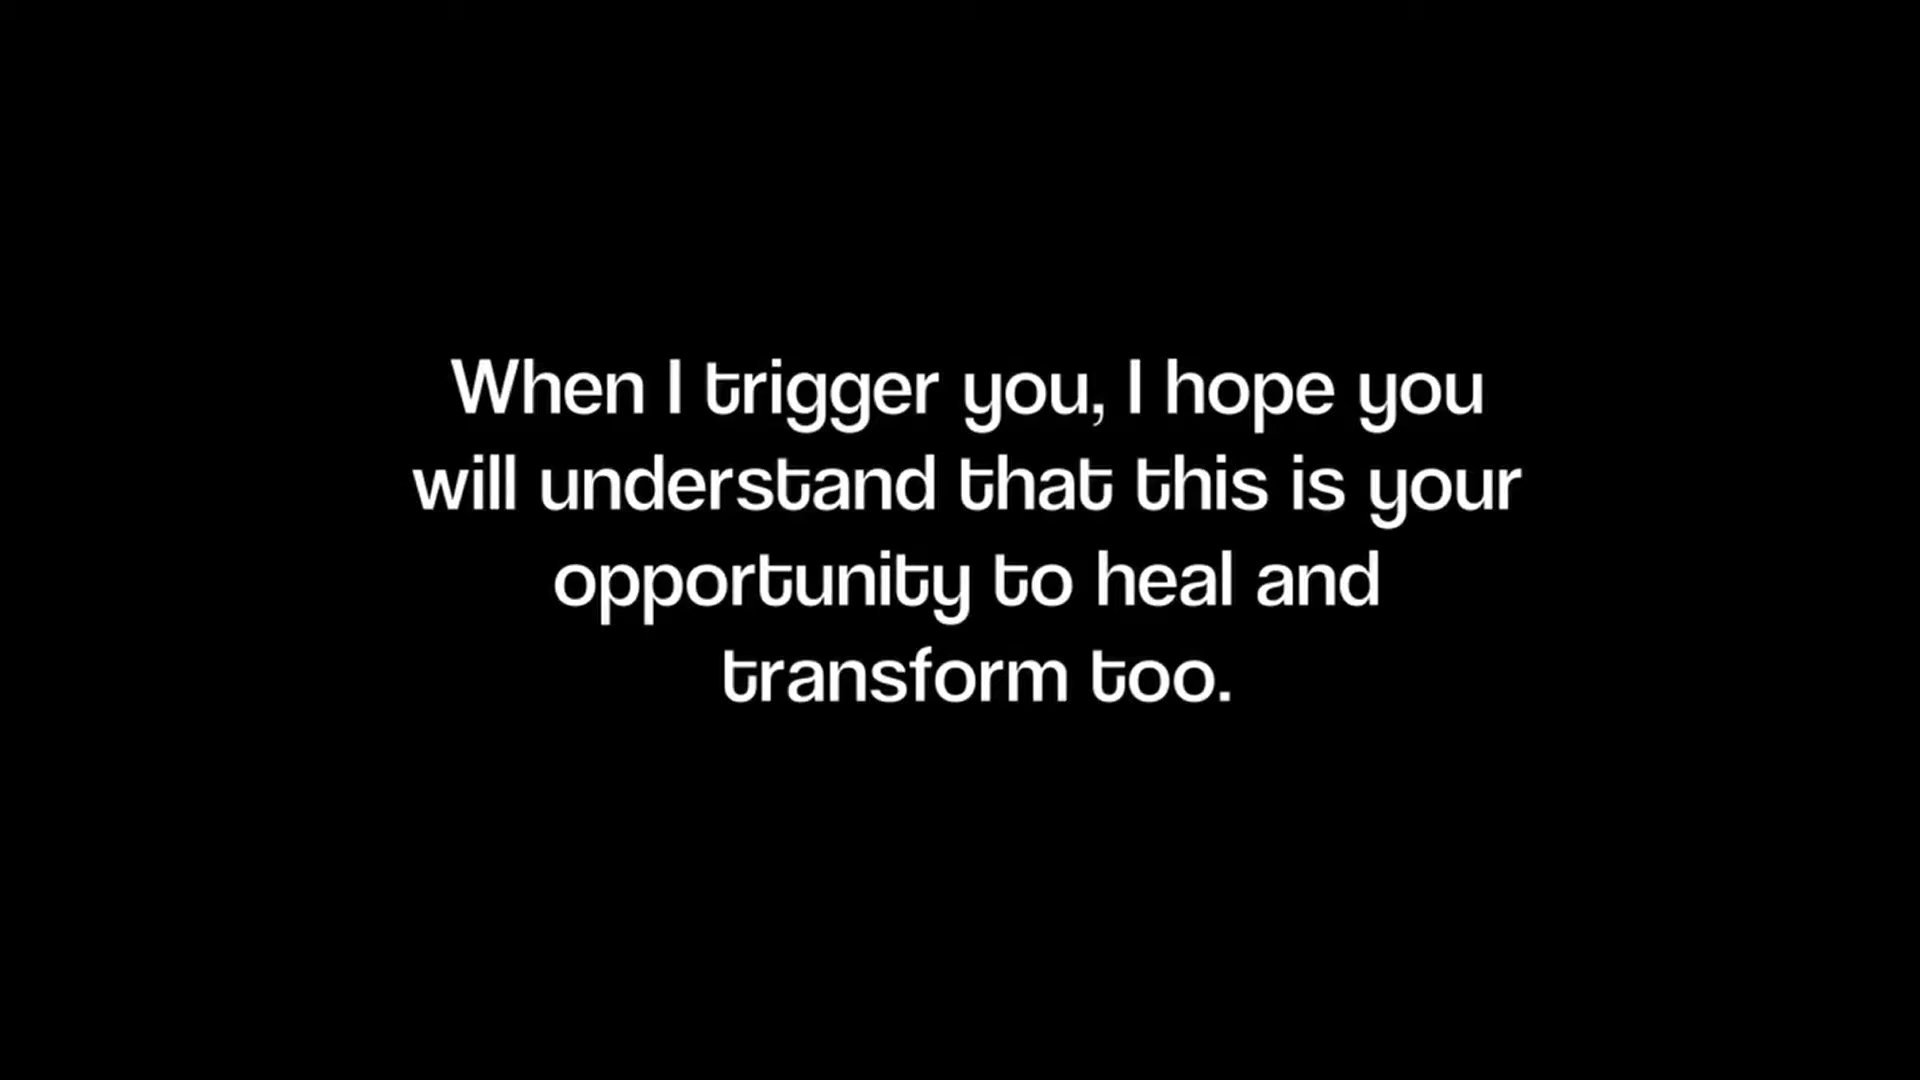 When I trigger you, I hope you
will understand that this is your
opportunity to heal and
transform too.